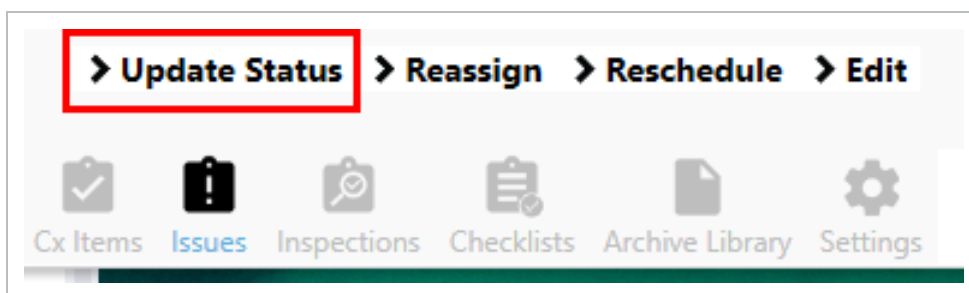 > Update Status > Reassign > Reschedule > Edit
Cx Items Issues Inspections Checklists Archive Library Settings